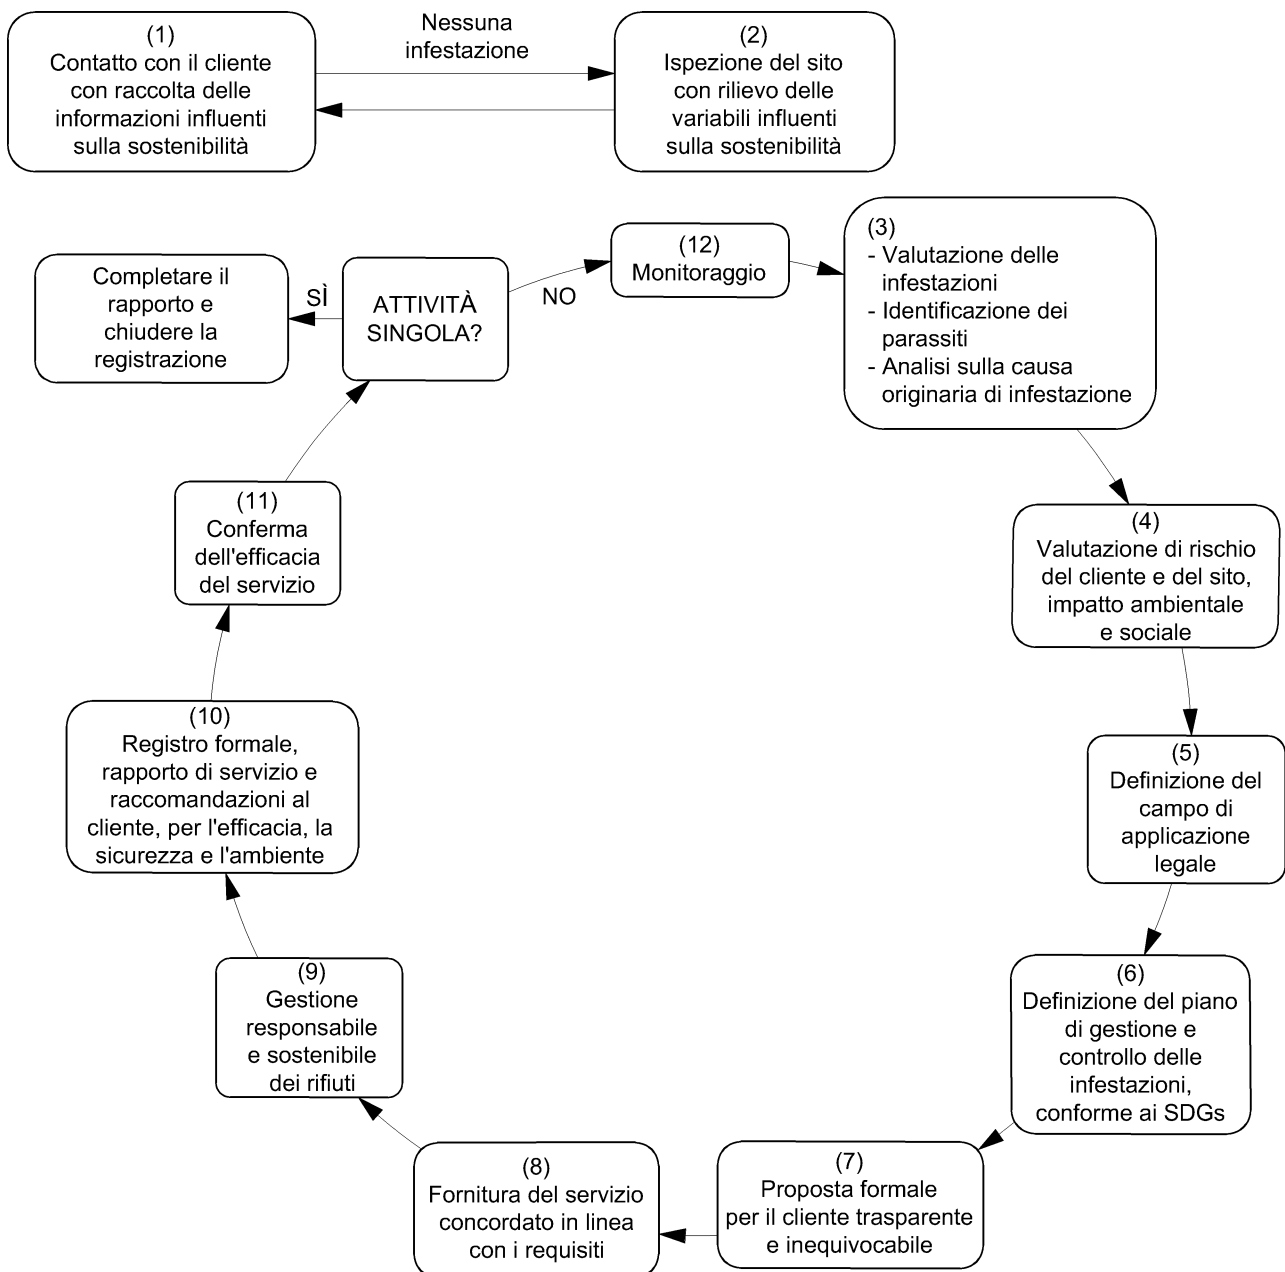 (1)
Contatto con il cliente
con raccolta delle
informazioni influenti
sulla sostenibilità
Nessuna
infestazione
(2)
Ispezione del sito
con rilievo delle
variabili influenti
sulla sostenibilità
(3)
- Valutazione delle
infestazioni
- Identificazione dei
parassiti
- Analisi sulla causa
originaria di infestazione
(4)
Valutazione di rischio
del cliente e del sito,
impatto ambientale
e sociale
(5)
Definizione del
campo di
applicazione
legale
(6)
Definizione del piano
di gestione e
controllo delle
infestazioni,
conforme ai SDGs
(7)
Proposta formale
per il cliente trasparente
e inequivocabile
(8)
Fornitura del servizio
concordato in linea
con i requisiti
(9)
Gestione
responsabile
e sostenibile
dei rifiuti
(10)
Registro formale,
rapporto di servizio e
raccomandazioni al
cliente, per l'efficacia, la
sicurezza e l'ambiente
(11)
Conferma
dell'efficacia
del servizio
ATTIVITÀ
SINGOLA?
SÌ
Completare il
rapporto e
chiudere la
registrazione
NO
(12)
Monitoraggio